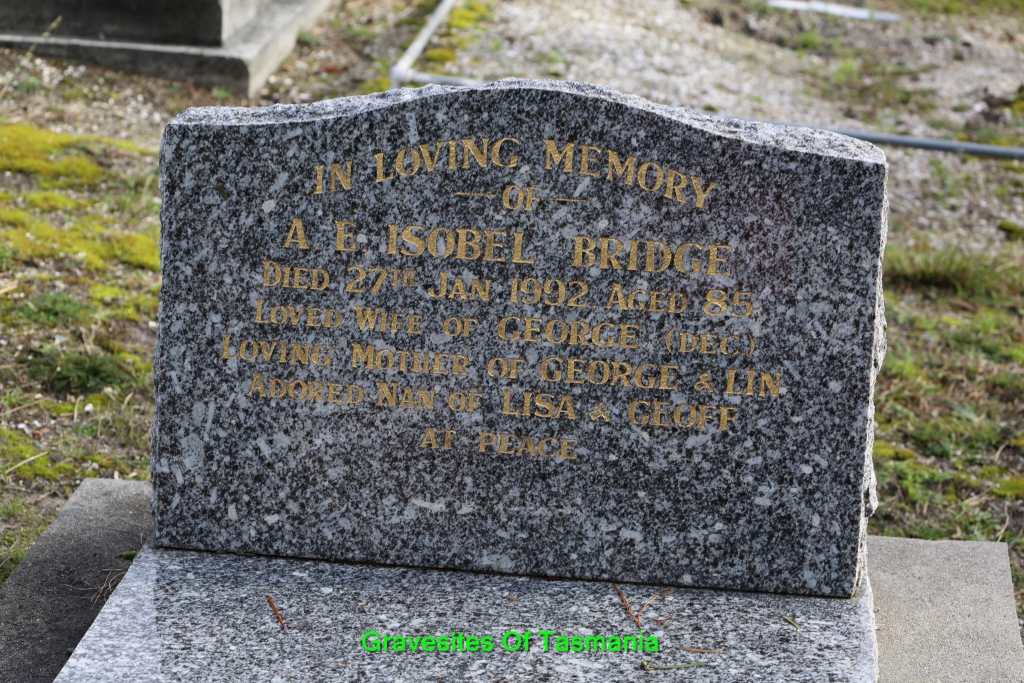 IN LOVING MEMORY
— OF —
A. E. ISOBEL BRIDGE
DIED 27TH JAN 1992 AGED 85.
LOVED WIFE OF GEORGE (DEC.)
LOVING MOTHER OF GEORGE & LIN
ADORED NAN OF LISA & GEOFF
AT PEACE
Gravesites Of Tasmania